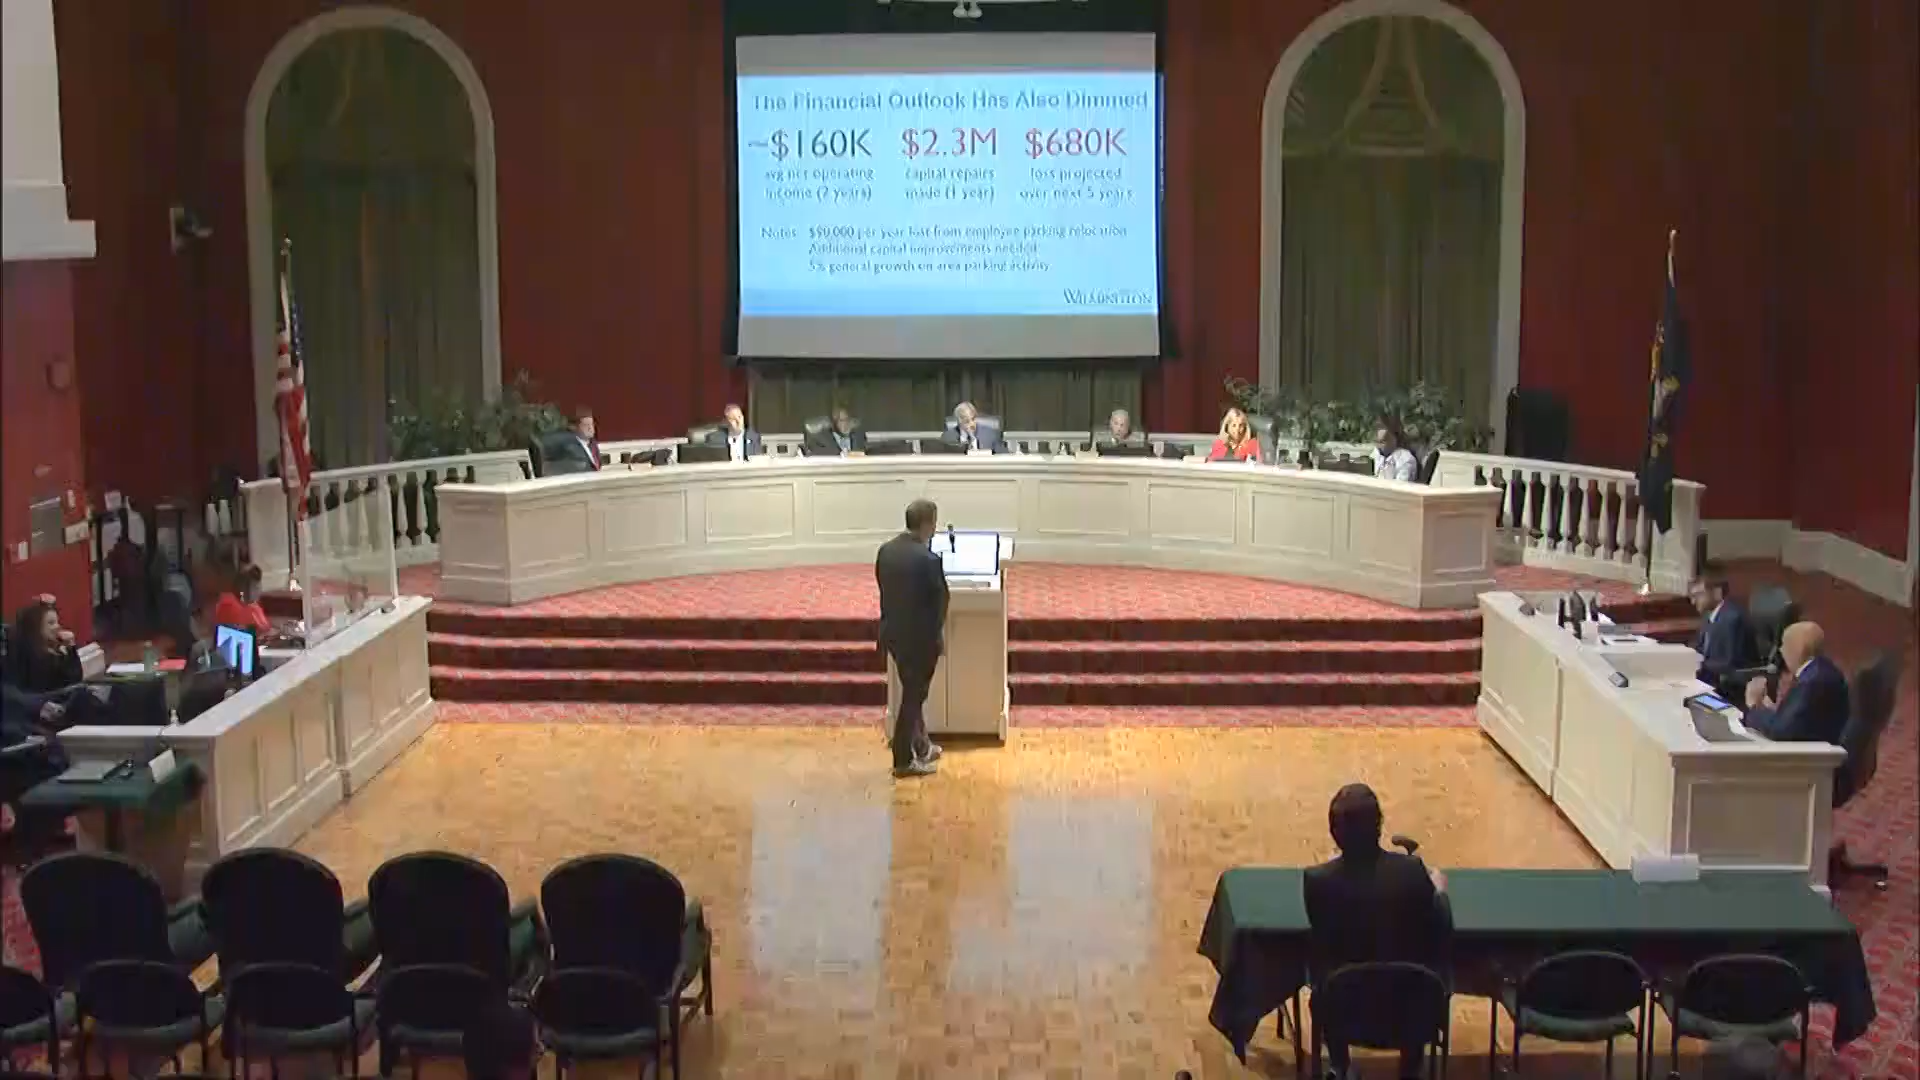 The Financial Outlook Has Also Dimmed
~$160K $2.3M $680K
avg net operating capital repairs loss projected
income (2 years) made (1 year) over next 5 years
Notes: $90,000 per year lost from employee parking relocation
Additional capital improvements needed
5% general growth on area parking activity
WILMINGTON